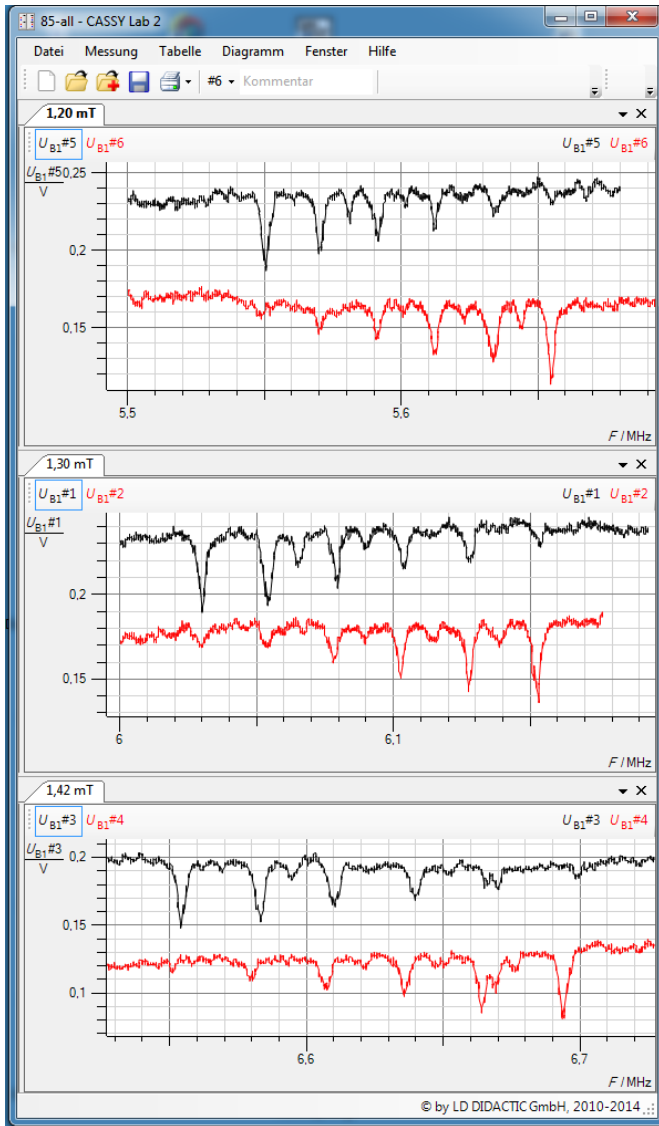 85-all - CASSY Lab 2
Datei Messung Tabelle Diagramm Fenster Hilfe
#6 Kommentar
1,20 mT
UB1#5 UB1#6 UB1#5 UB1#6
UB1#5
V
0,25
0,2
0,15
5,5 5,6
F / MHz
1,30 mT
UB1#1 UB1#2 UB1#1 UB1#2
UB1#1
V
0,2
0,15
6 6,1
F / MHz
1,42 mT
UB1#3 UB1#4 UB1#3 UB1#4
UB1#3
V
0,2
0,15
0,1
6,6 6,7
F / MHz
© by LD DIDACTIC GmbH, 2010-2014